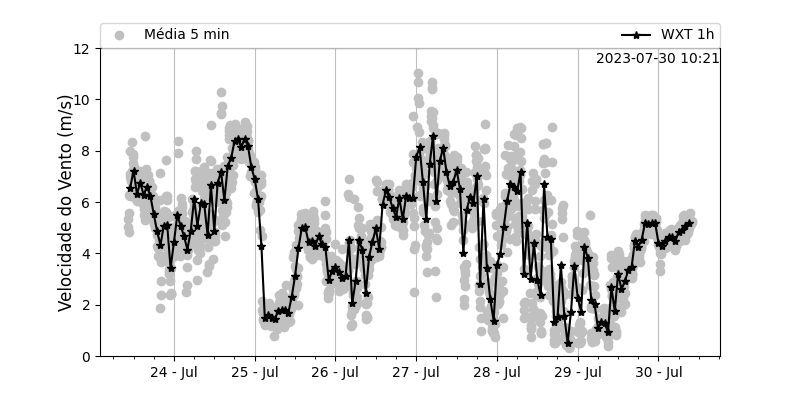 Média 5 min
WXT 1h
2023-07-30 10:21
Velocidade do Vento (m/s)
12
10
8
6
4
2
0
24 - Jul
25 - Jul
26 - Jul
27 - Jul
28 - Jul
29 - Jul
30 - Jul